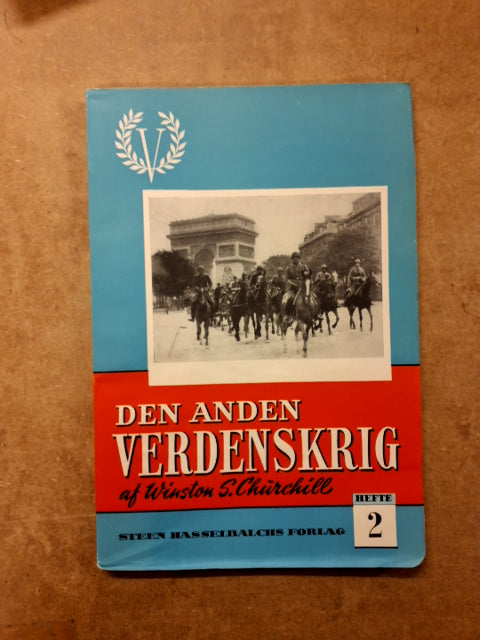 V
DEN ANDEN
VERDENSKRIG
af Winston S. Churchill
HEFTE
2
STEEN HASSELBALCHS FORLAG